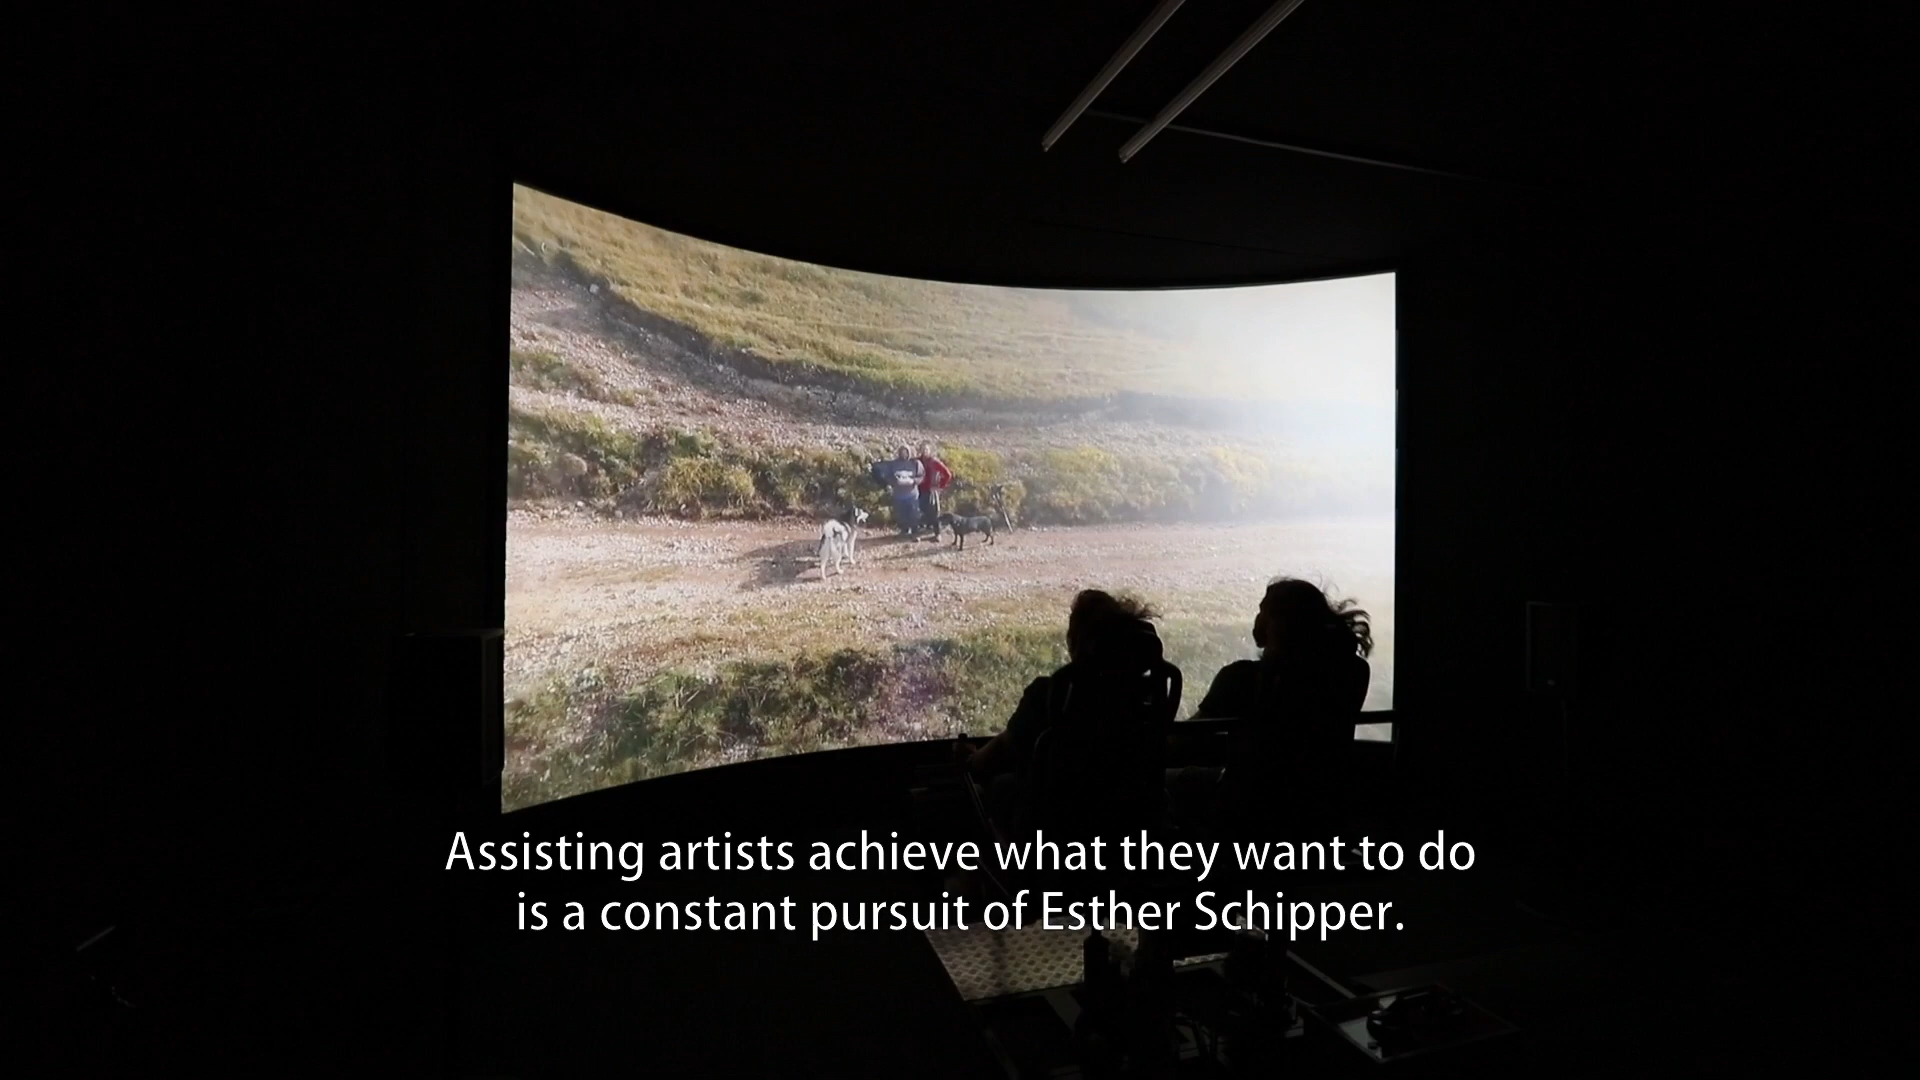 Assisting artists achieve what they want to do
is a constant pursuit of Esther Schipper.